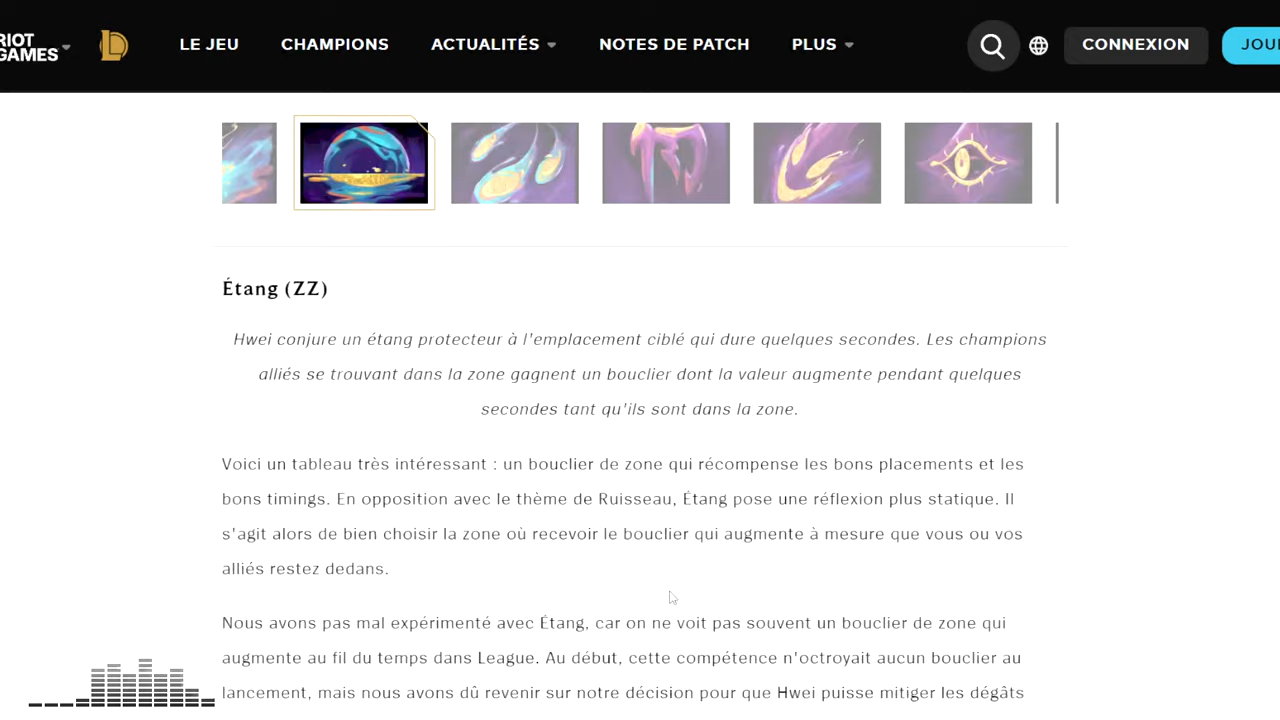 RIOT
GAMES
LE JEU
CHAMPIONS
ACTUALITÉS
NOTES DE PATCH
PLUS
CONNEXION
Étang (ZZ)
Hwei conjure un étang protecteur à l'emplacement ciblé qui dure quelques secondes. Les champions
alliés se trouvant dans la zone gagnent un bouclier dont la valeur augmente pendant quelques
secondes tant qu'ils sont dans la zone.
Voici un tableau très intéressant : un bouclier de zone qui récompense les bons placements et les
bons timings. En opposition avec le thème de Ruisseau, Étang pose une réflexion plus statique. Il
s'agit alors de bien choisir la zone où recevoir le bouclier qui augmente à mesure que vous ou vos
alliés restez dedans.
Nous avons pas mal expérimenté avec Étang, car on ne voit pas souvent un bouclier de zone qui
augmente au fil du temps dans League. Au début, cette compétence n'octroyait aucun bouclier au
lancement, mais nous avons dû revenir sur notre décision pour que Hwei puisse mitiger les dégâts